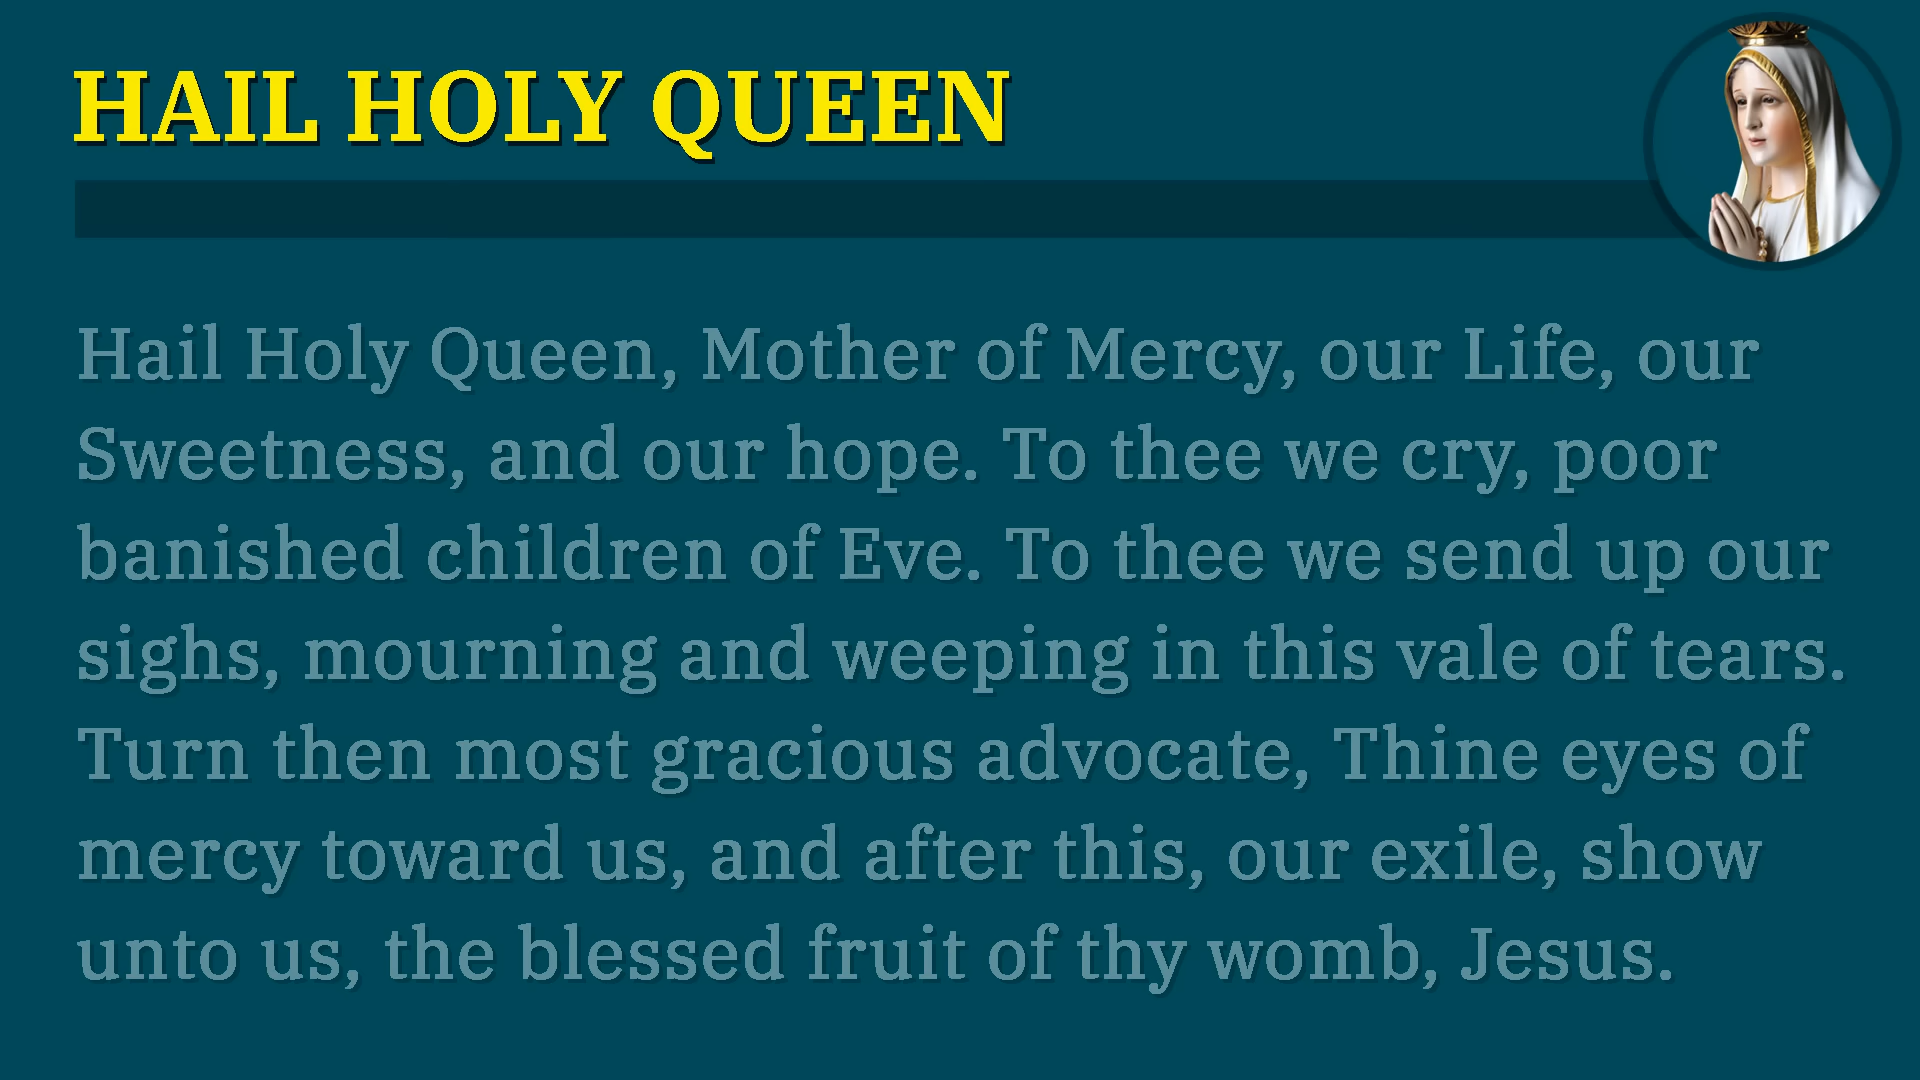 HAIL HOLY QUEEN
Hail Holy Queen, Mother of Mercy, our Life, our
Sweetness, and our hope. To thee we cry, poor
banished children of Eve. To thee we send up our
sighs, mourning and weeping in this vale of tears.
Turn then most gracious advocate, Thine eyes of
mercy toward us, and after this, our exile, show
unto us, the blessed fruit of thy womb, Jesus.